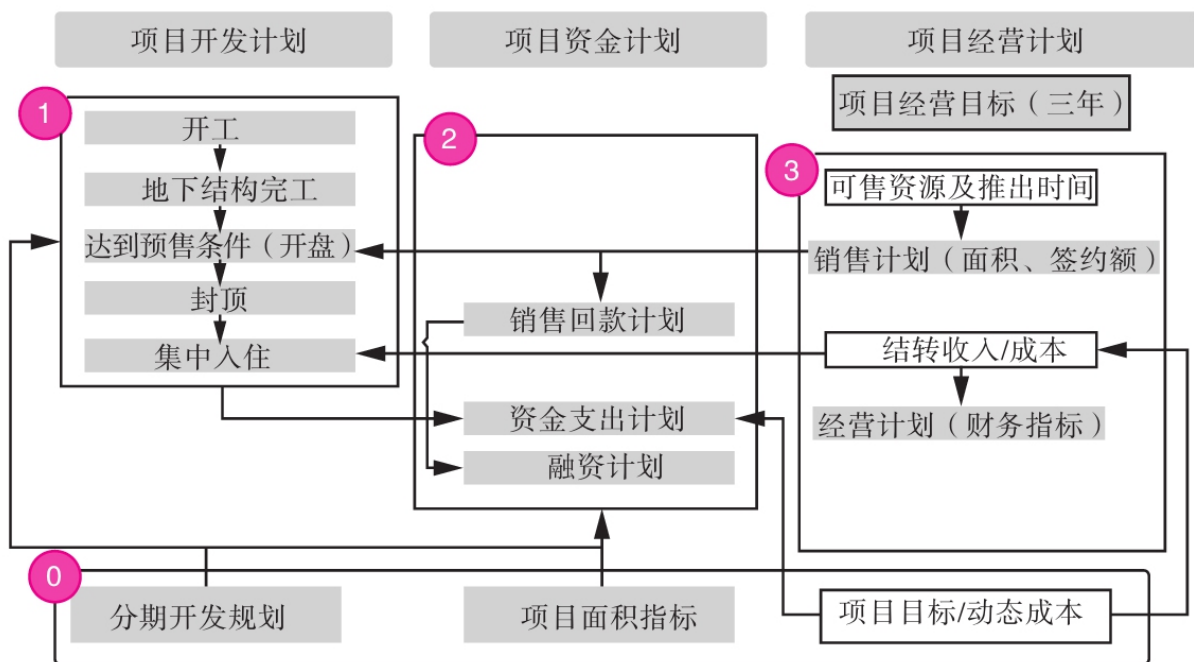 项目开发计划
项目资金计划
项目经营计划
项目经营目标（三年）
1
开工
地下结构完工
达到预售条件（开盘）
封顶
集中入住
2
销售回款计划
资金支出计划
融资计划
3
可售资源及推出时间
销售计划（面积、签约额）
结转收入/成本
经营计划（财务指标）
0
分期开发规划
项目面积指标
项目目标/动态成本